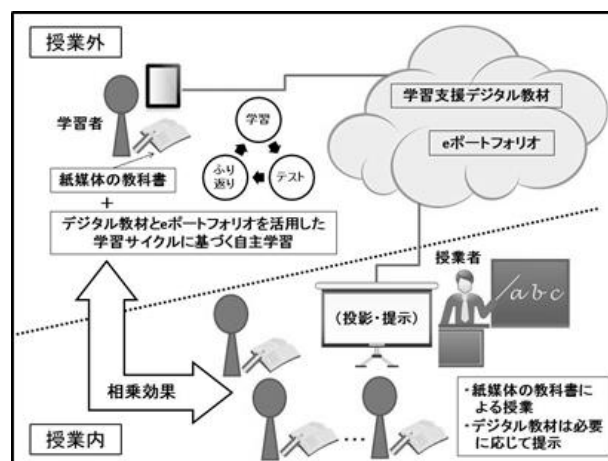 授業外
学習者
紙媒体の教科書
+
デジタル教材とeポートフォリオを活用した
学習サイクルに基づく自主学習
学習
テスト
ふり
返り
学習支援デジタル教材
eポートフォリオ
授業者
abc
(投影・提示)
相乗効果
授業内
…
・紙媒体の教科書
による授業
・デジタル教材は必要
に応じて提示